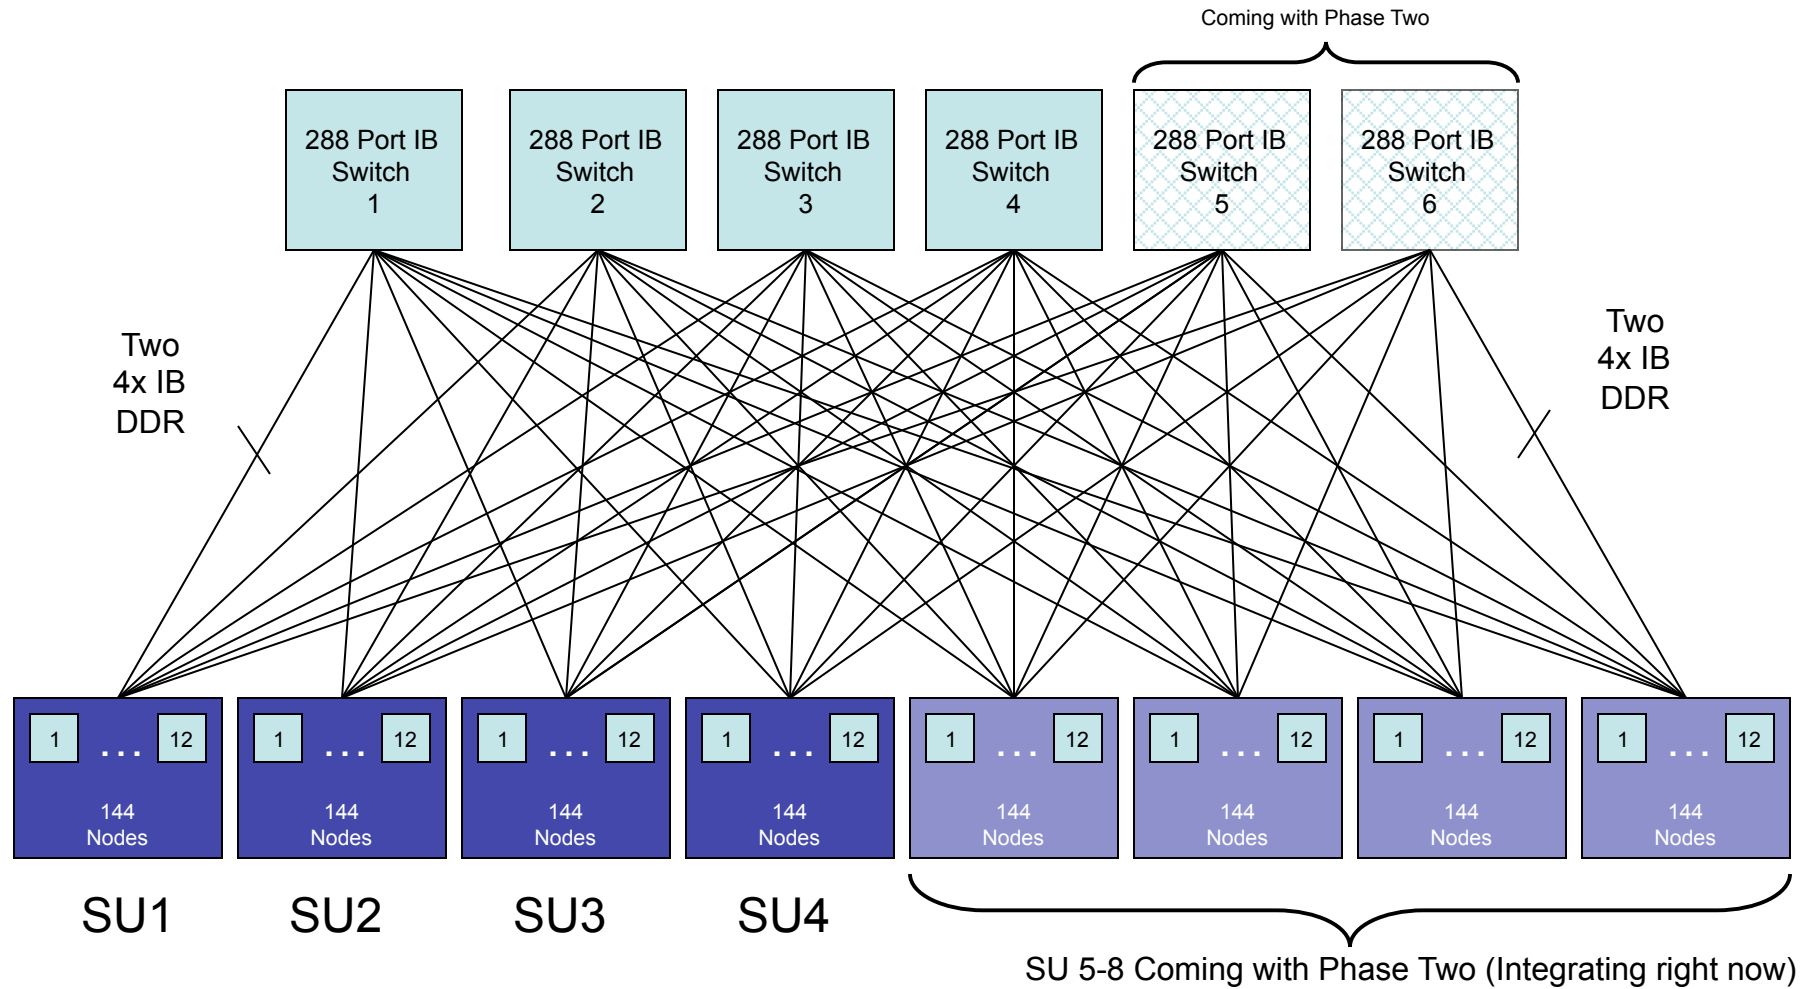 Coming with Phase Two
288 Port IB
Switch
1
288 Port IB
Switch
2
288 Port IB
Switch
3
288 Port IB
Switch
4
288 Port IB
Switch
5
288 Port IB
Switch
6
Two
4x IB
DDR
Two
4x IB
DDR
1 ... 12
144
Nodes
1 ... 12
144
Nodes
1 ... 12
144
Nodes
1 ... 12
144
Nodes
1 ... 12
144
Nodes
1 ... 12
144
Nodes
1 ... 12
144
Nodes
1 ... 12
144
Nodes
SU1
SU2
SU3
SU4
SU 5-8 Coming with Phase Two (Integrating right now)